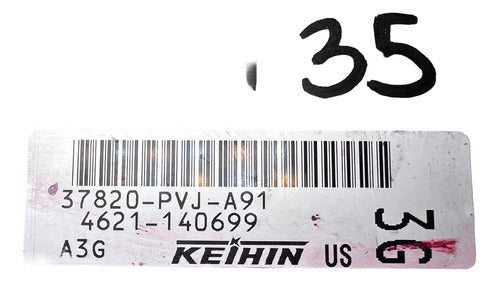 35
37820-PVJ-A91
4621-140699
A3G KEIHIN US
3G